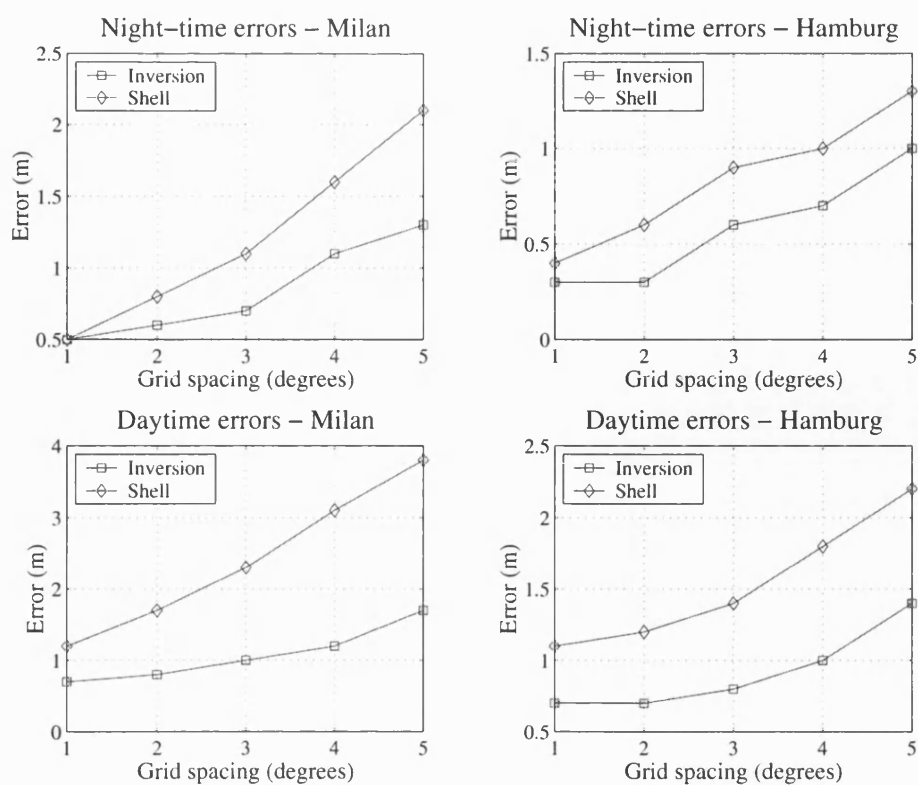 Night–time errors – Milan
2.5
2
1.5
1
0.5
Error (m)
Inversion
Shell
1 2 3 4 5
Grid spacing (degrees)
Night–time errors – Hamburg
1.5
1
0.5
0
Error (m)
Inversion
Shell
1 2 3 4 5
Grid spacing (degrees)
Daytime errors – Milan
4
3
2
1
0
Error (m)
Inversion
Shell
1 2 3 4 5
Grid spacing (degrees)
Daytime errors – Hamburg
2.5
2
1.5
1
0.5
Error (m)
Inversion
Shell
1 2 3 4 5
Grid spacing (degrees)